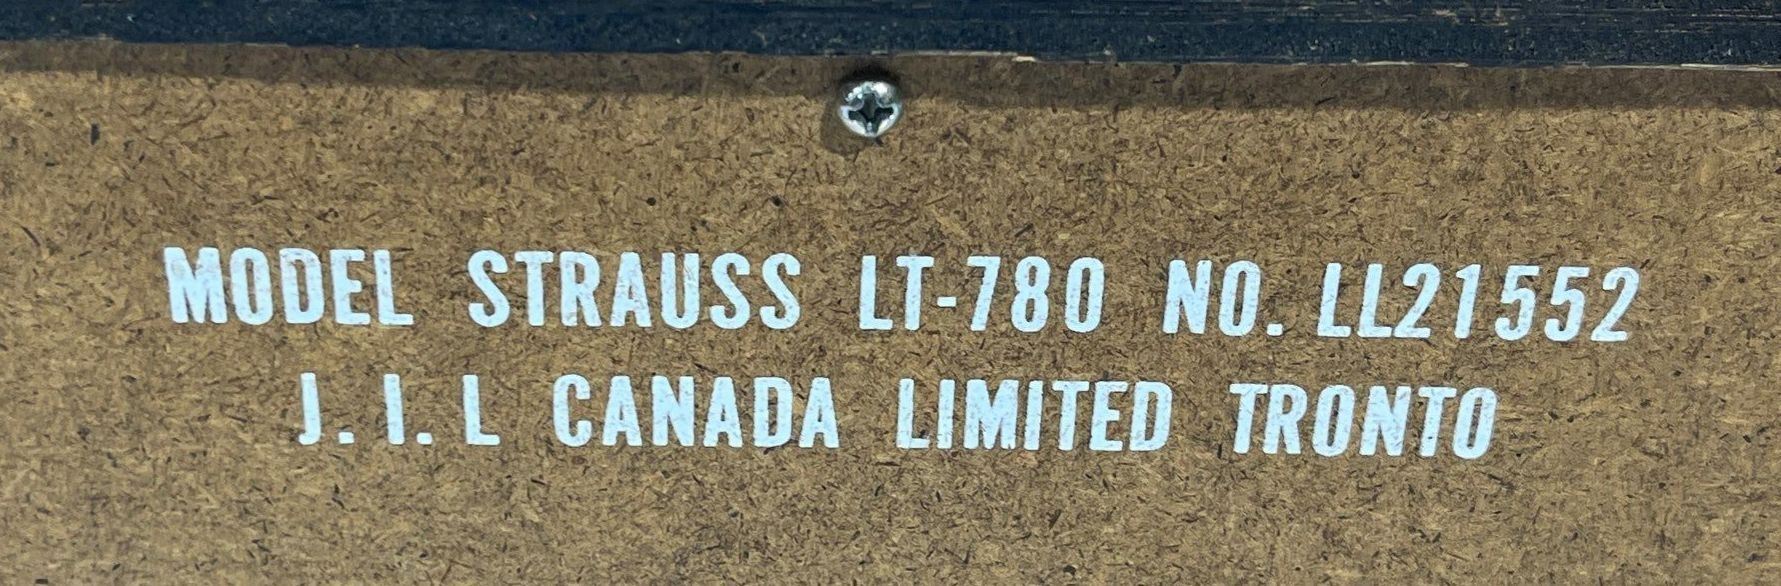 MODEL STRAUSS LT-780 NO. LL21552
J. I. L CANADA LIMITED TRONTO